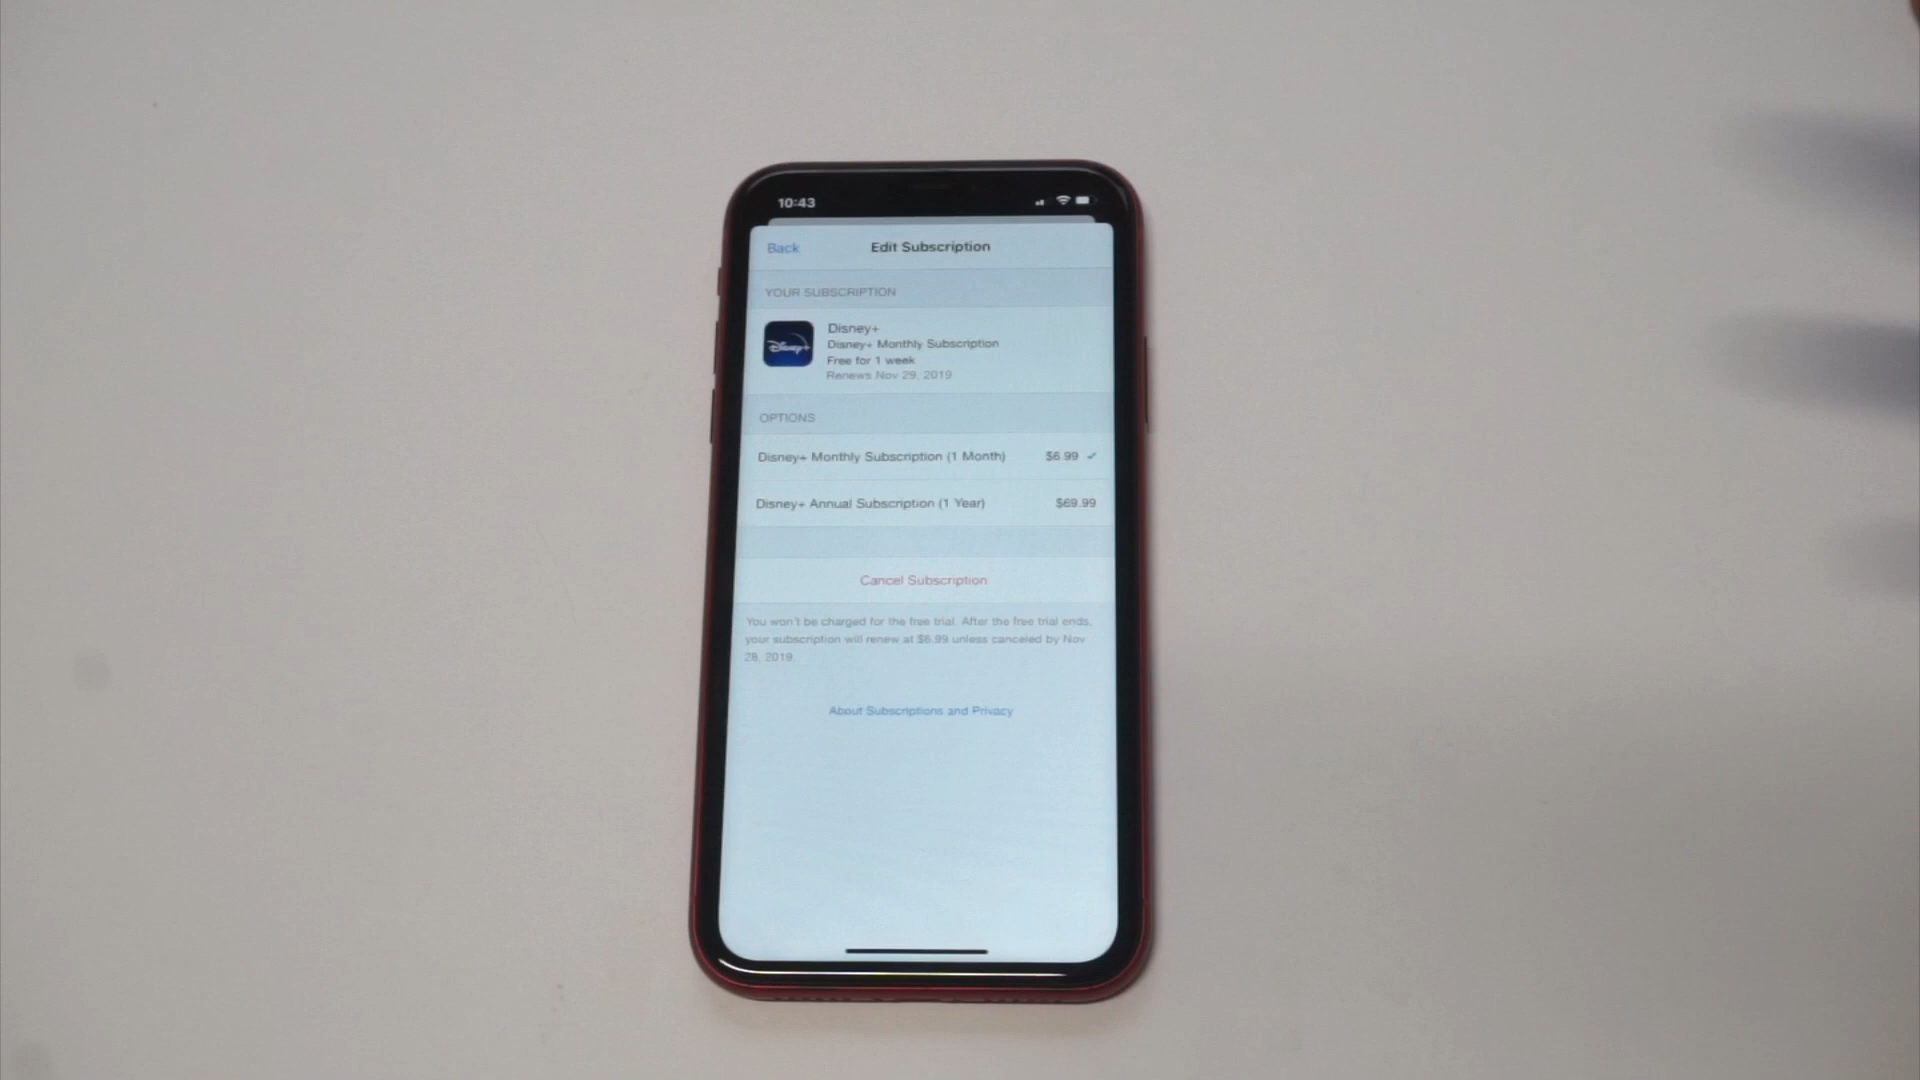 10:43
Back
Edit Subscription
YOUR SUBSCRIPTION
Disney+
Disney+
Disney+ Monthly Subscription
Free for 1 week
Renews Nov 29, 2019
OPTIONS
Disney+ Monthly Subscription (1 Month) $6.99 ✓
Disney+ Annual Subscription (1 Year) $69.99
Cancel Subscription
You won't be charged for the free trial. After the free trial ends,
your subscription will renew at $6.99 unless canceled by Nov
28, 2019.
About Subscriptions and Privacy